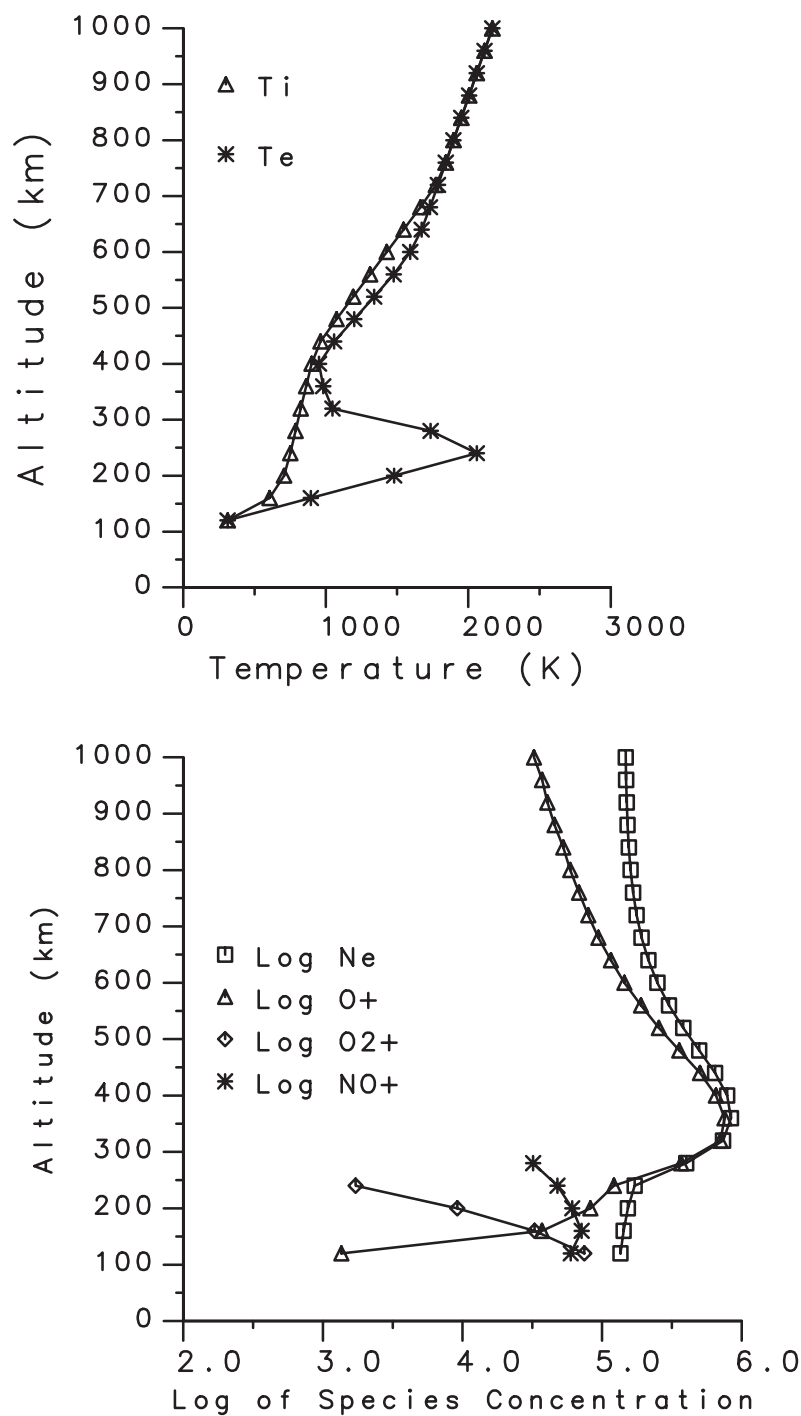 1000
900
Ti
800
Te
700
600
500
400
300
200
100
0
Altitude (km)
0 1000 2000 3000
Temperature (K)
1000
900
800
700
Log Ne
600
Log O+
500
Log O2+
400
Log NO+
300
200
100
0
Altitude (km)
2.0 3.0 4.0 5.0 6.0
Log of Species Concentration